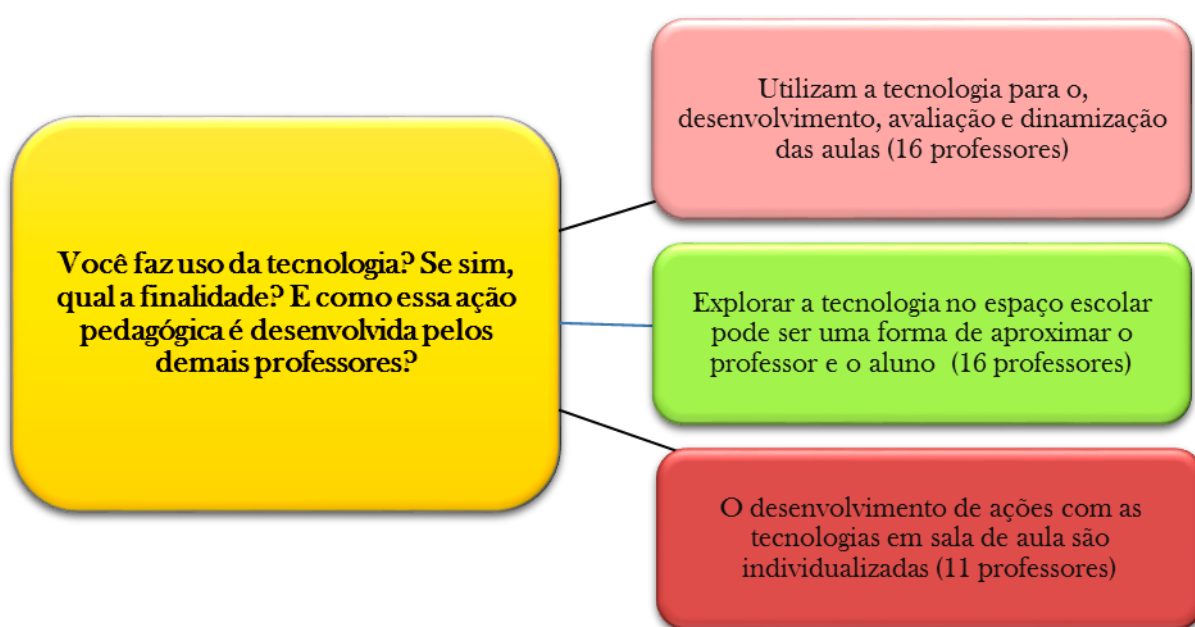 Você faz uso da tecnologia? Se sim,
qual a finalidade? E como essa ação
pedagógica é desenvolvida pelos
demais professores?
Utilizam a tecnologia para o,
desenvolvimento, avaliação e dinamização
das aulas (16 professores)
Explorar a tecnologia no espaço escolar
pode ser uma forma de aproximar o
professor e o aluno (16 professores)
O desenvolvimento de ações com as
tecnologias em sala de aula são
individualizadas (11 professores)